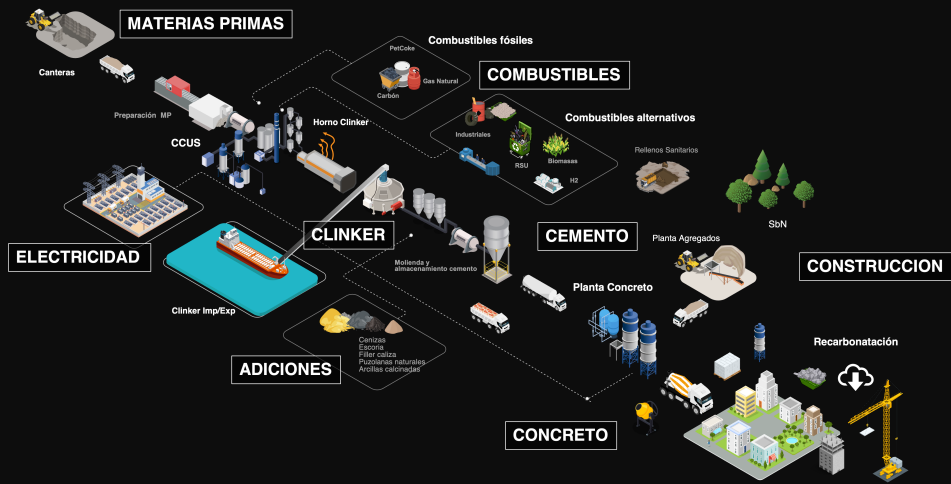 MATERIAS PRIMAS
Canteras
Preparación MP
CCUS
Combustibles fósiles
PetCoke
Gas Natural
Carbón
COMBUSTIBLES
Horno Clinker
Combustibles alternativos
Industriales
RSU
Biomasas
H2
Rellenos Sanitarios
SbN
ELECTRICIDAD
CLINKER
Clinker Imp/Exp
Molienda y
almacenamiento cemento
CEMENTO
Planta Agregados
CONSTRUCCION
Planta Concreto
ADICIONES
Cenizas
Escoria
Filler caliza
Puzolanas naturales
Arcillas calcinadas
Recarbonatación
CONCRETO